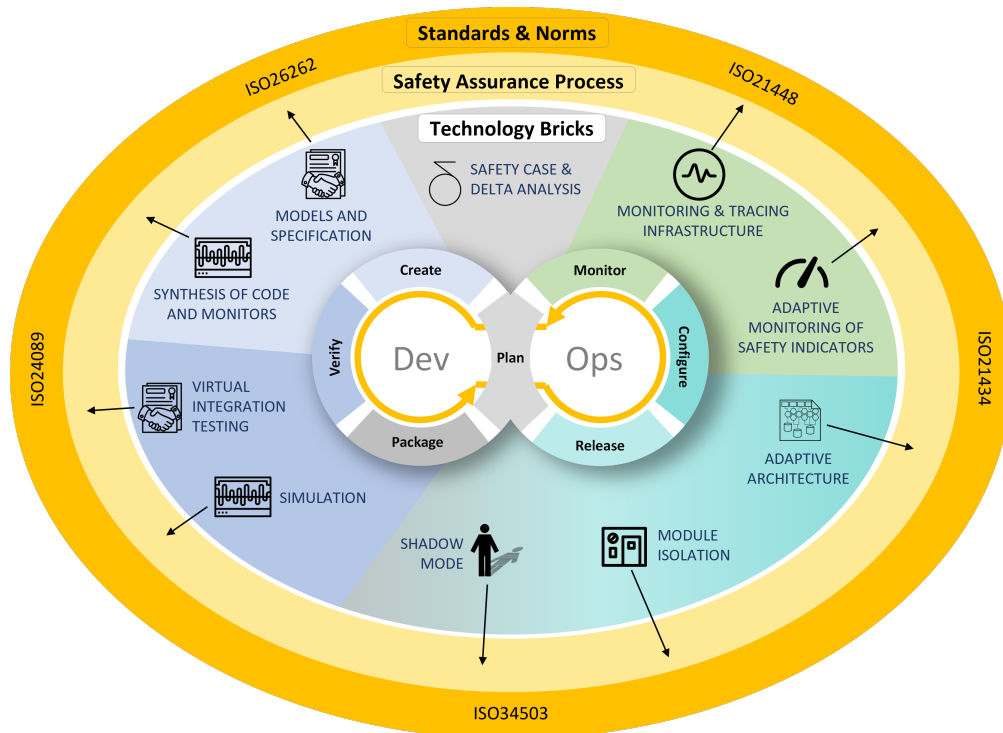 Standards & Norms
Safety Assurance Process
Technology Bricks
ISO26262
ISO21448
ISO24089
ISO21434
ISO34503
SAFETY CASE &
DELTA ANALYSIS
MODELS AND
SPECIFICATION
MONITORING & TRACING
INFRASTRUCTURE
SYNTHESIS OF CODE
AND MONITORS
ADAPTIVE
MONITORING OF
SAFETY INDICATORS
Create
Monitor
Verify
Dev
Plan
Ops
Configure
Package
Release
VIRTUAL
INTEGRATION
TESTING
ADAPTIVE
ARCHITECTURE
SIMULATION
SHADOW
MODE
MODULE
ISOLATION